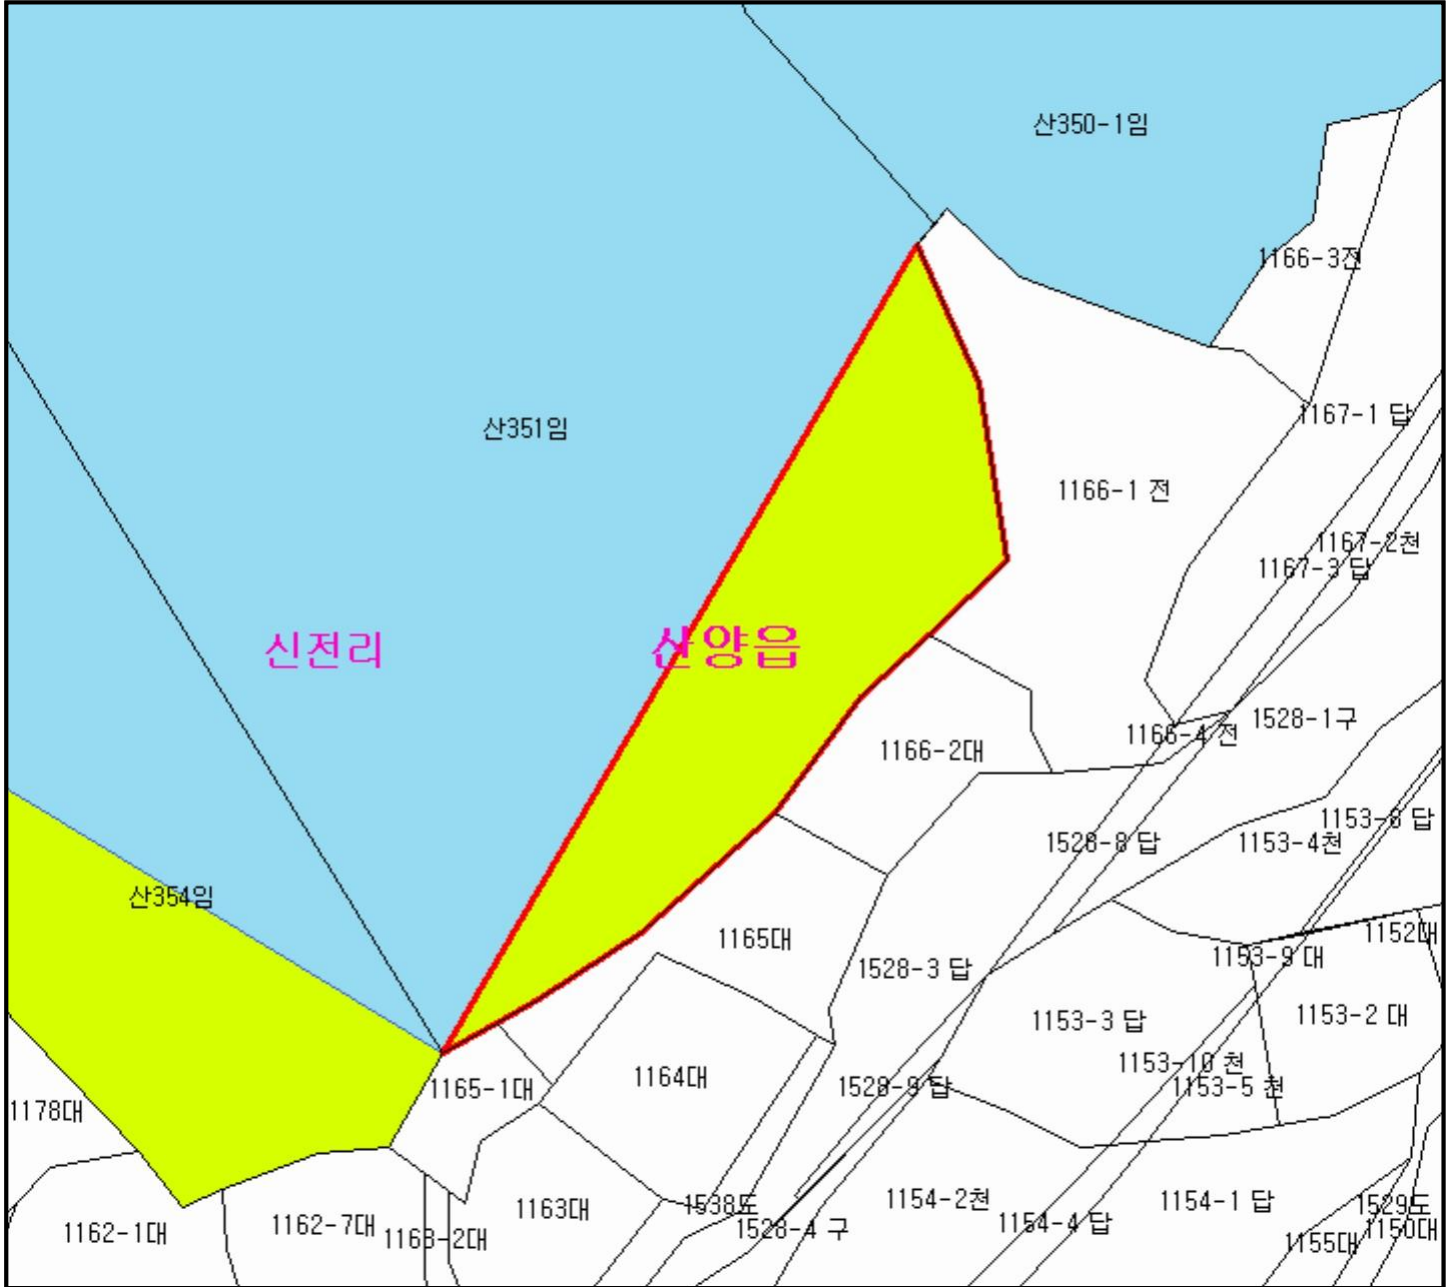 산350-1임
1166-3전
1167-1 답
산351임
1166-1 전
1167-2천
1167-3 답
신전리
산양읍
1528-1구
1166-4 전
1166-2대
1153-8 답
1528-8 답
1153-4천
산354임
1152대
1165대
1153-9 대
1528-3 답
1153-2 대
1153-3 답
1153-10 천
1164대
1528-9 답
1153-5 천
1165-1대
1178대
1154-2천
1154-1 답
1529도
1538도
1163대
1154-4 답
1528-4 구
1150대
1162-7대
1162-1대
1163-2대
1155대